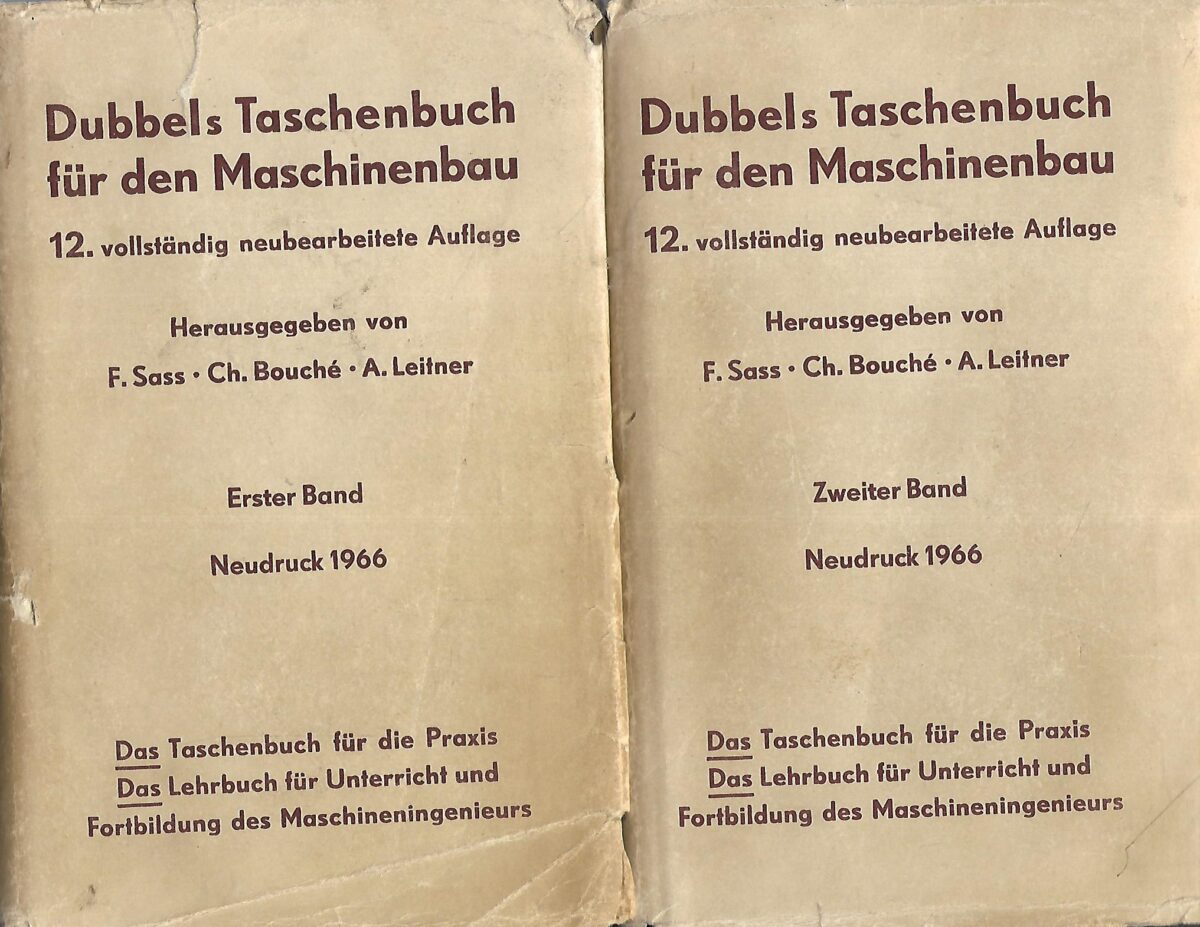 Dubbels Taschenbuch
für den Maschinenbau
12. vollständig neubearbeitete Auflage
Herausgegeben von
F. Sass • Ch. Bouché • A. Leitner
Erster Band
Neudruck 1966
Das Taschenbuch für die Praxis
Das Lehrbuch für Unterricht und
Fortbildung des Maschineningenieurs
Dubbels Taschenbuch
für den Maschinenbau
12. vollständig neubearbeitete Auflage
Herausgegeben von
F. Sass • Ch. Bouché • A. Leitner
Zweiter Band
Neudruck 1966
Das Taschenbuch für die Praxis
Das Lehrbuch für Unterricht und
Fortbildung des Maschineningenieurs